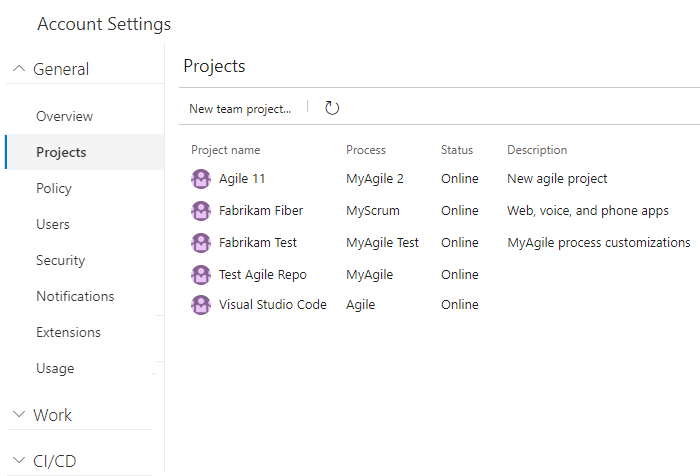 Account Settings
General
Overview
Projects
Policy
Users
Security
Notifications
Extensions
Usage
Work
CI/CD
Projects
New team project...
Project name Process Status Description
Agile 11 MyAgile 2 Online New agile project
Fabrikam Fiber MyScrum Online Web, voice, and phone apps
Fabrikam Test MyAgile Test Online MyAgile process customizations
Test Agile Repo MyAgile Online
Visual Studio Code Agile Online